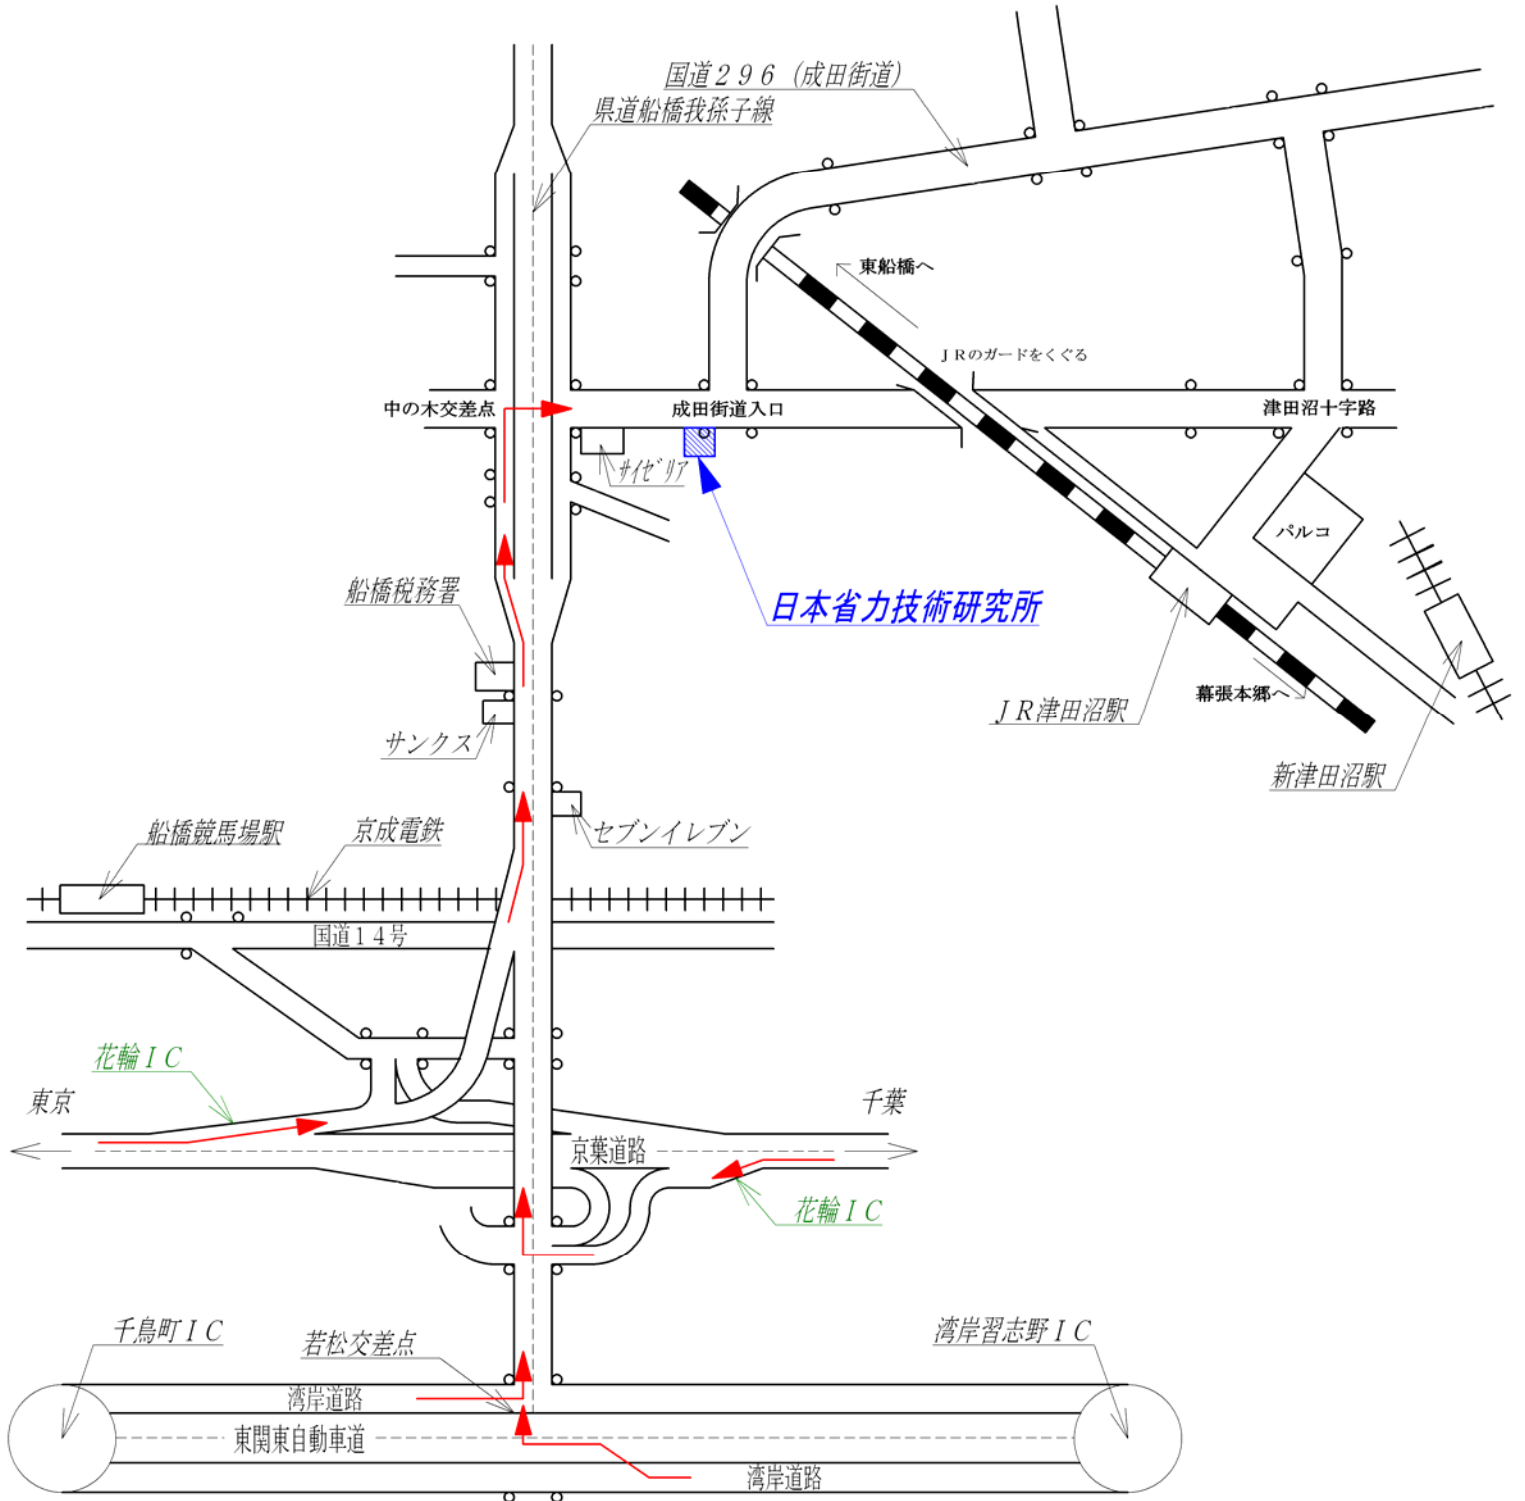 国道２９６（成田街道）
県道船橋我孫子線
東船橋へ
ＪＲのガードをくぐる
中の木交差点
成田街道入口
津田沼十字路
サイゼリア
パルコ
船橋税務署
日本省力技術研究所
幕張本郷へ
ＪＲ津田沼駅
サンクス
新津田沼駅
船橋競馬場駅
京成電鉄
セブンイレブン
国道１４号
花輪ＩＣ
東京
千葉
京葉道路
花輪ＩＣ
千鳥町ＩＣ
若松交差点
湾岸習志野ＩＣ
湾岸道路
東関東自動車道
湾岸道路